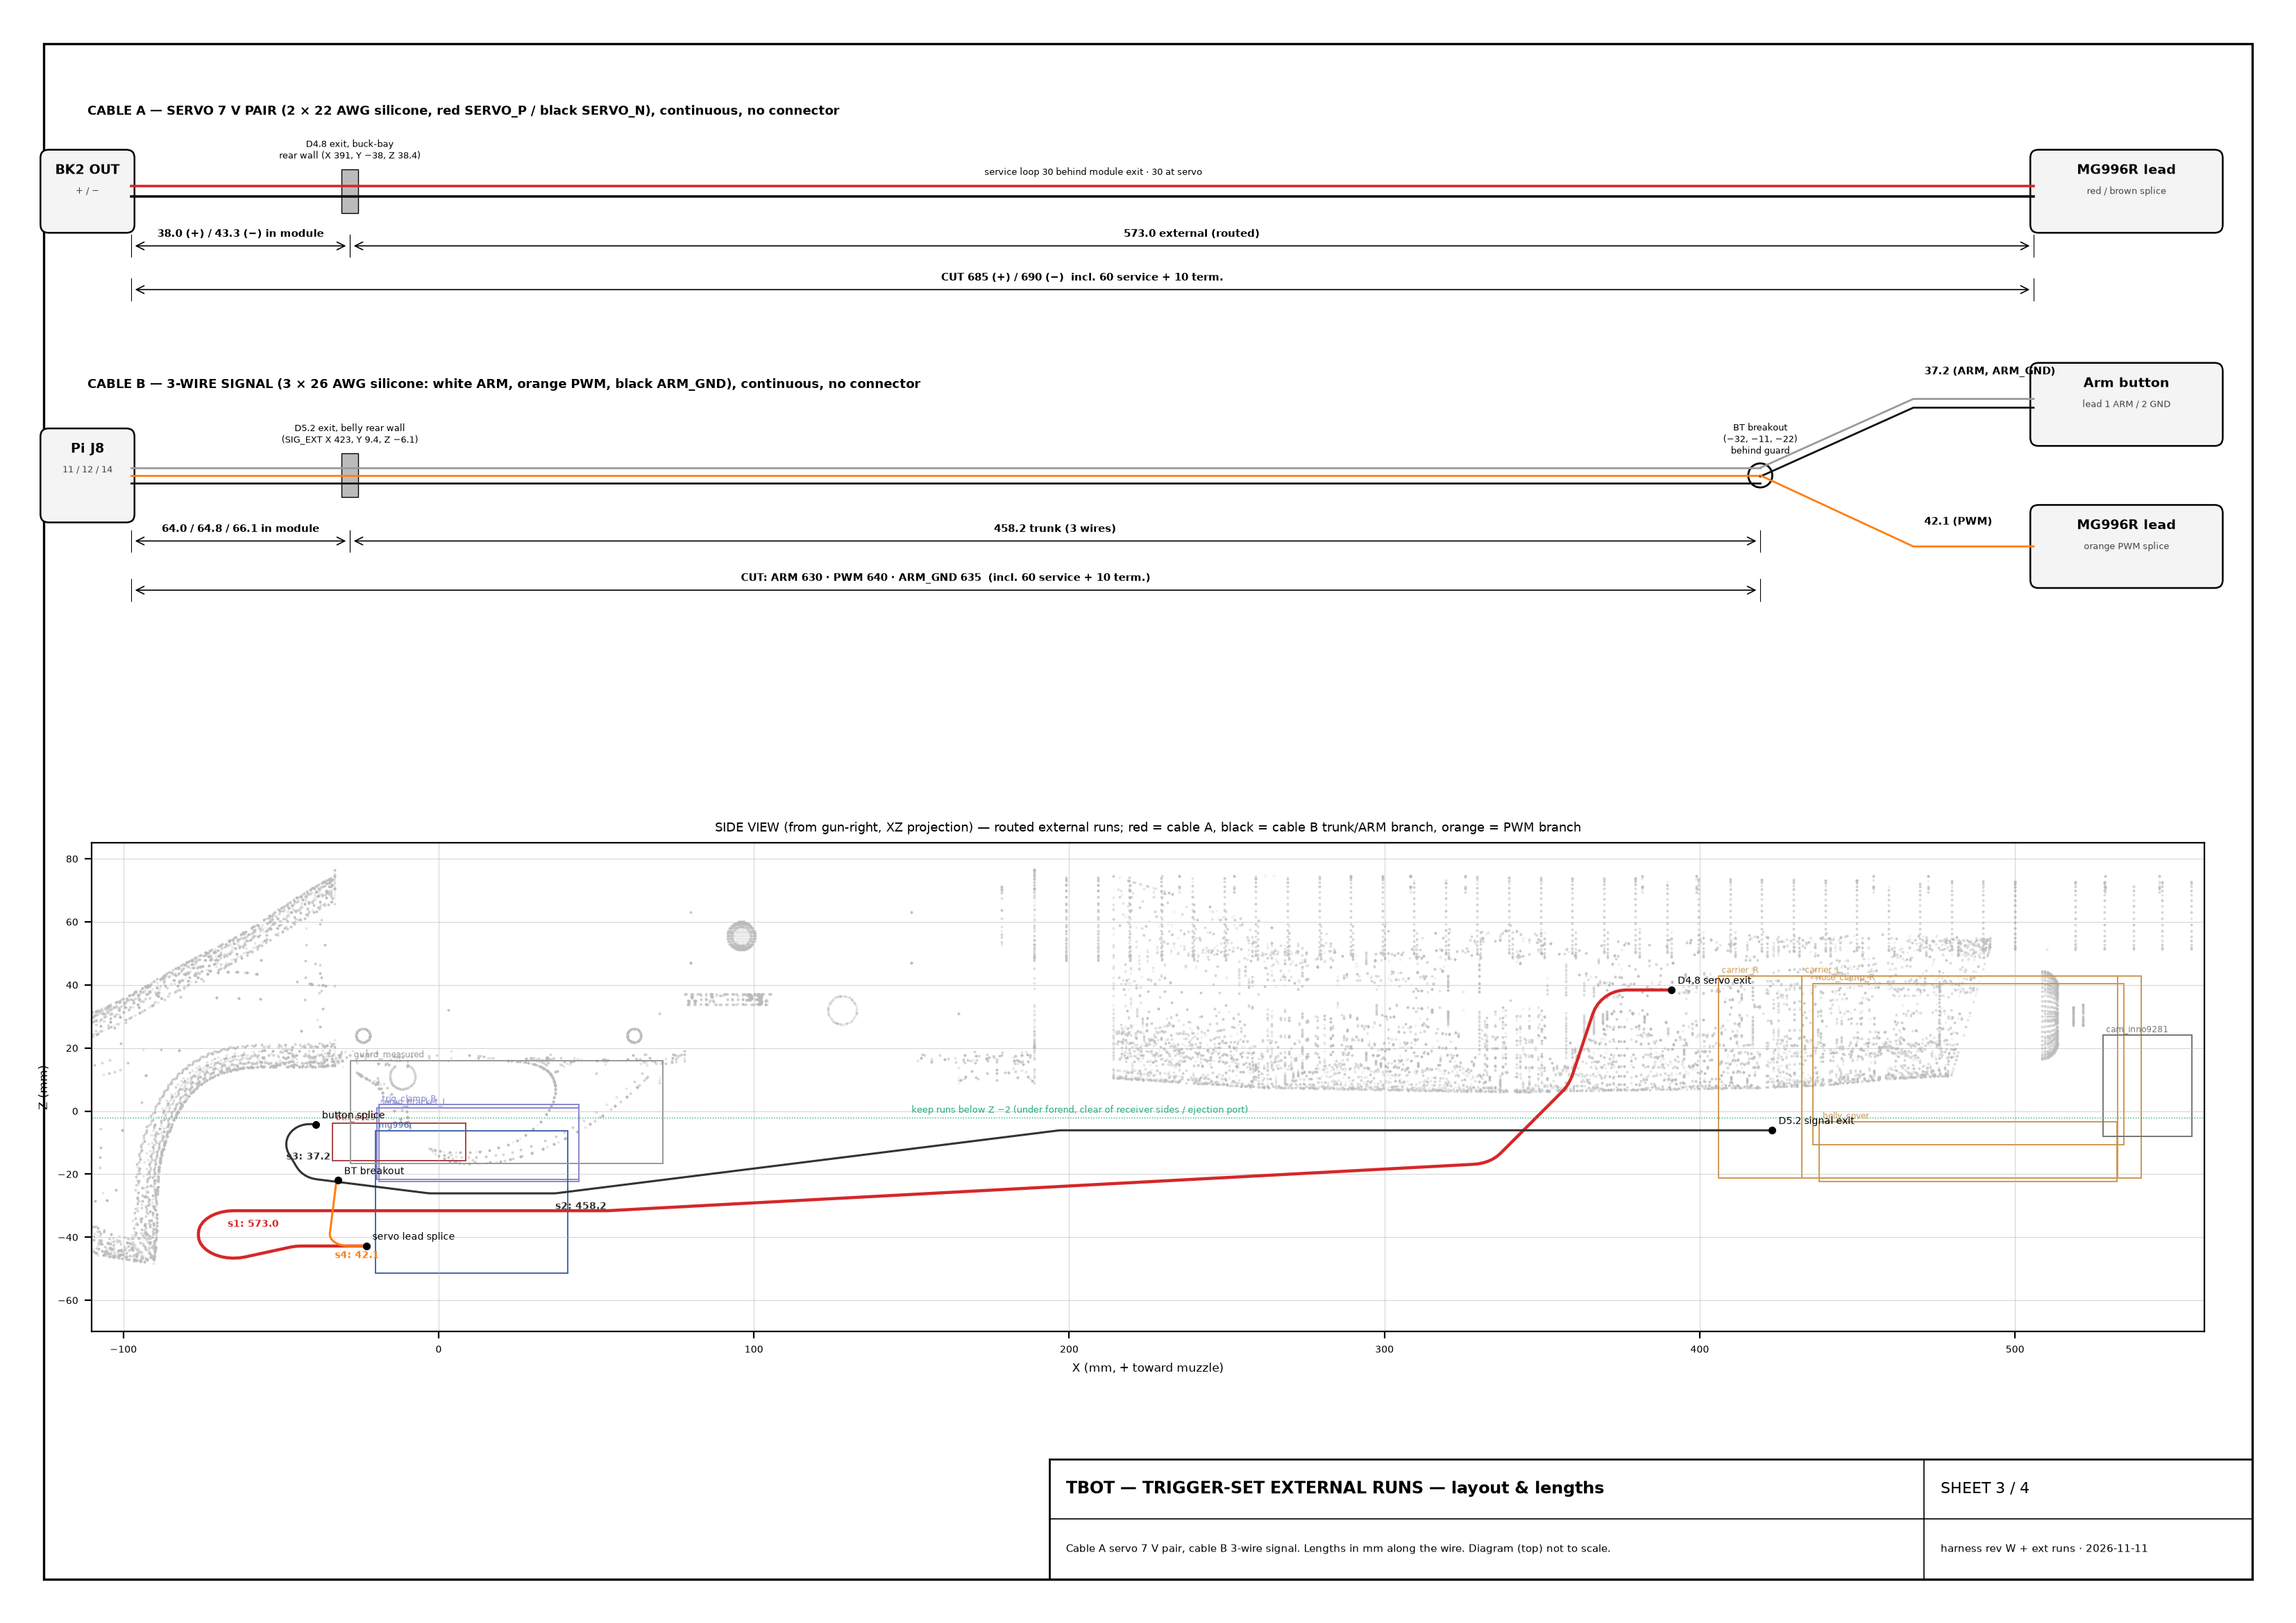 CABLE A — SERVO 7 V PAIR (2 × 22 AWG silicone, red SERVO_P / black SERVO_N), continuous, no connector
D4.8 exit, buck-bay
rear wall (X 391, Y −38, Z 38.4)
BK2 OUT
+ / −
service loop 30 behind module exit · 30 at servo
MG996R lead
red / brown splice
38.0 (+) / 43.3 (−) in module
573.0 external (routed)
CUT 685 (+) / 690 (−)  incl. 60 service + 10 term.
CABLE B — 3-WIRE SIGNAL (3 × 26 AWG silicone: white ARM, orange PWM, black ARM_GND), continuous, no connector
37.2 (ARM, ARM_GND)
Arm button
lead 1 ARM / 2 GND
D5.2 exit, belly rear wall
(SIG_EXT X 423, Y 9.4, Z −6.1)
BT breakout
(−32, −11, −22)
behind guard
Pi J8
11 / 12 / 14
42.1 (PWM)
MG996R lead
orange PWM splice
64.0 / 64.8 / 66.1 in module
458.2 trunk (3 wires)
CUT: ARM 630 · PWM 640 · ARM_GND 635  (incl. 60 service + 10 term.)
SIDE VIEW (from gun-right, XZ projection) — routed external runs; red = cable A, black = cable B trunk/ARM branch, orange = PWM branch
80
60
40
20
0
−20
−40
−60
Z (mm)
carrier_R
D4.8 servo exit
nose_clamp_R
cam_inno9281
guard_measured
button splice
mg996
keep runs below Z −2 (under forend, clear of receiver sides / ejection port)
belly_cover
D5.2 signal exit
s3: 37.2
BT breakout
s2: 458.2
s1: 573.0
servo lead splice
s4: 42.1
−100
0
100
200
300
400
500
X (mm, + toward muzzle)
TBOT — TRIGGER-SET EXTERNAL RUNS — layout & lengths
SHEET 3 / 4
Cable A servo 7 V pair, cable B 3-wire signal. Lengths in mm along the wire. Diagram (top) not to scale.
harness rev W + ext runs · 2026-11-11